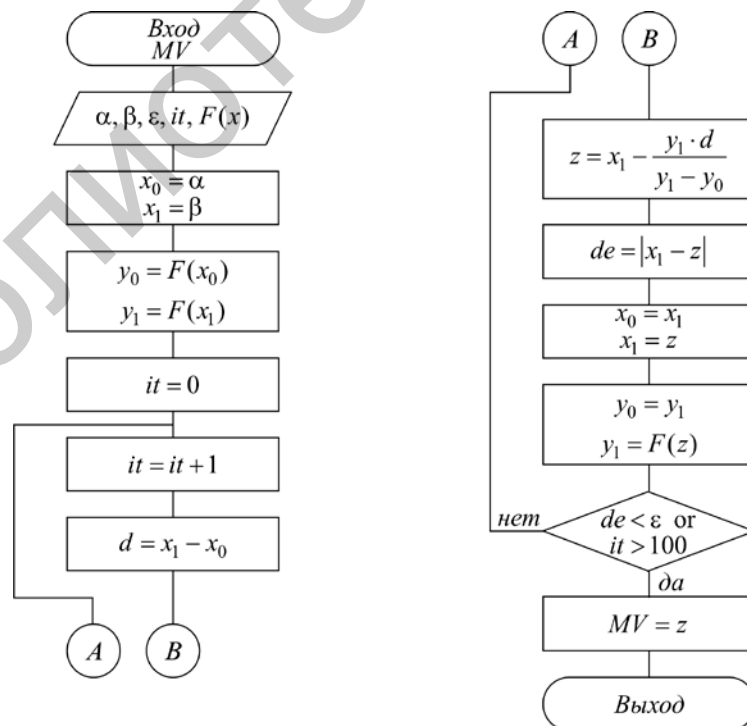 Вход
MV
α, β, ε, it, F(x)
x₀ = α
x₁ = β
y₀ = F(x₀)
y₁ = F(x₁)
it = 0
it = it + 1
d = x₁ − x₀
A
B
A
B
z = x₁ − (y₁ · d)/(y₁ − y₀)
de = |x₁ − z|
x₀ = x₁
x₁ = z
y₀ = y₁
y₁ = F(z)
нет
de < ε or
it > 100
да
MV = z
Выход